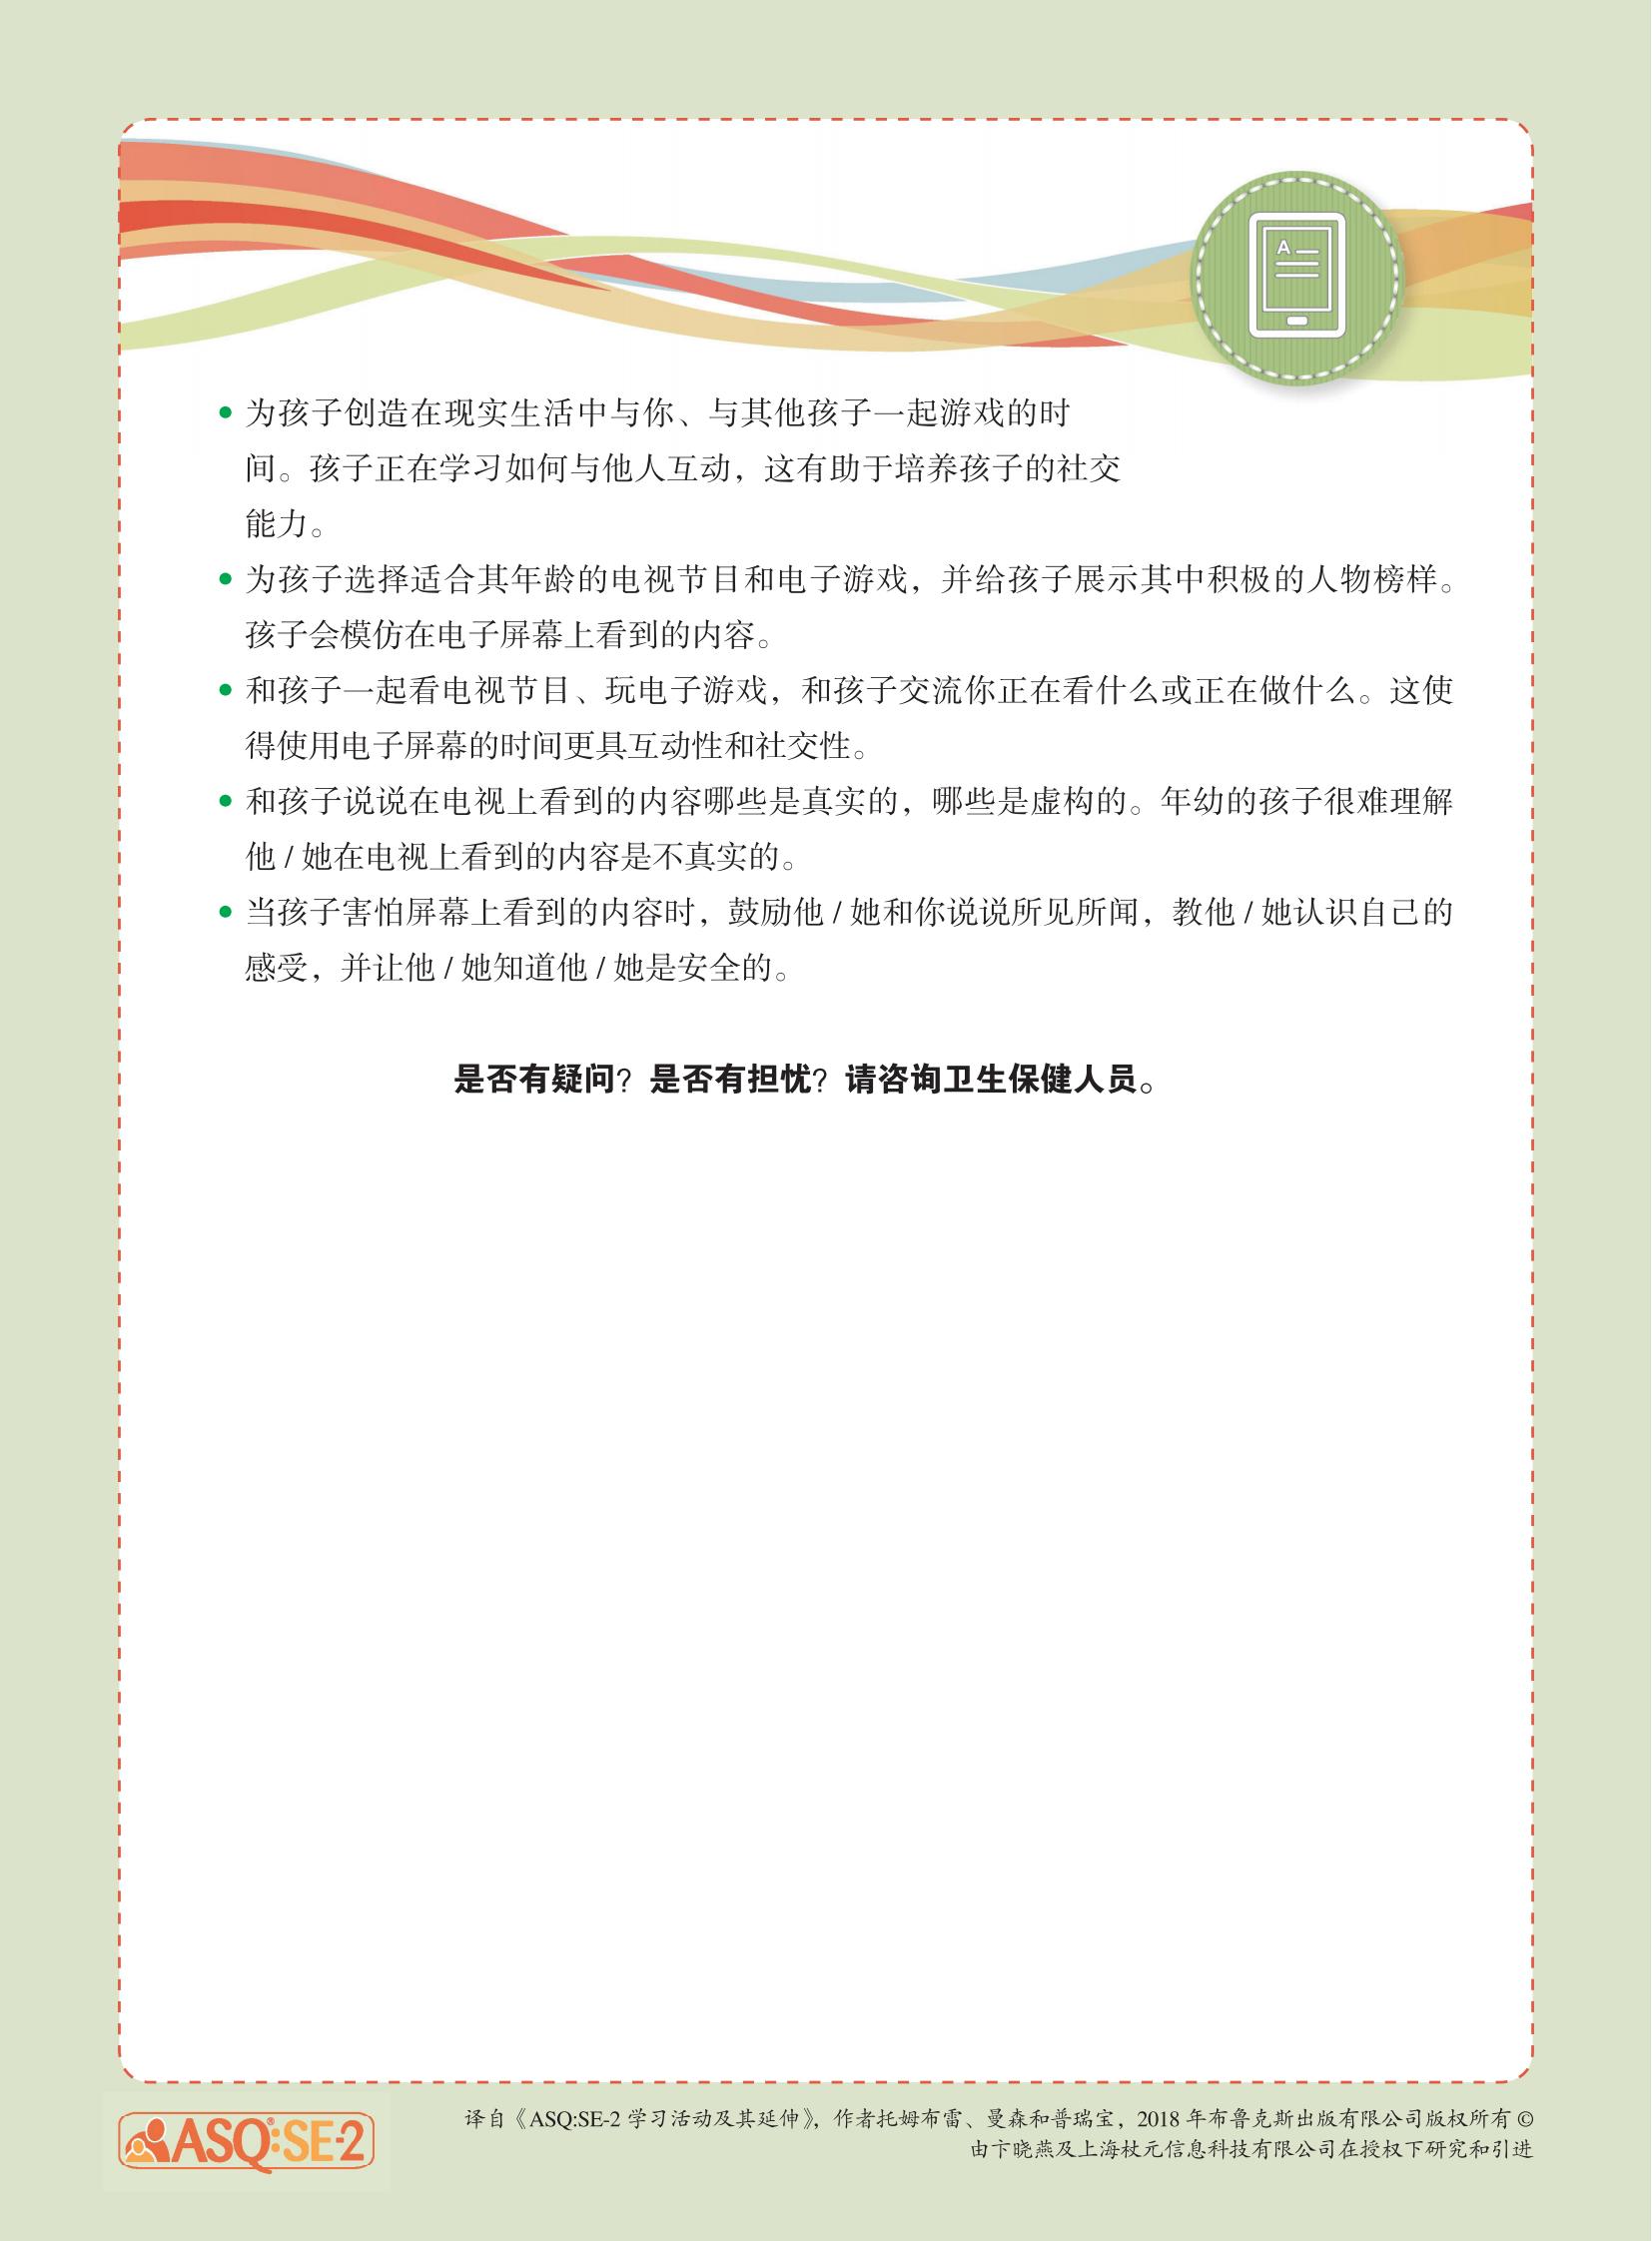 A
为孩子创造在现实生活中与你、与其他孩子一起游戏的时
间。孩子正在学习如何与他人互动，这有助于培养孩子的社交
能力。
为孩子选择适合其年龄的电视节目和电子游戏，并给孩子展示其中积极的人物榜样。
孩子会模仿在电子屏幕上看到的内容。
和孩子一起看电视节目、玩电子游戏，和孩子交流你正在看什么或正在做什么。这使
得使用电子屏幕的时间更具互动性和社交性。
和孩子说说在电视上看到的内容哪些是真实的，哪些是虚构的。年幼的孩子很难理解
他 / 她在电视上看到的内容是不真实的。
当孩子害怕屏幕上看到的内容时，鼓励他 / 她和你说说所见所闻，教他 / 她认识自己的
感受，并让他 / 她知道他 / 她是安全的。
是否有疑问？是否有担忧？请咨询卫生保健人员。
ASQ®:SE-2
译自《ASQ:SE-2 学习活动及其延伸》，作者托姆布雷、曼森和普瑞宝，2018 年布鲁克斯出版有限公司版权所有 ©
由卞晓燕及上海杖元信息科技有限公司在授权下研究和引进